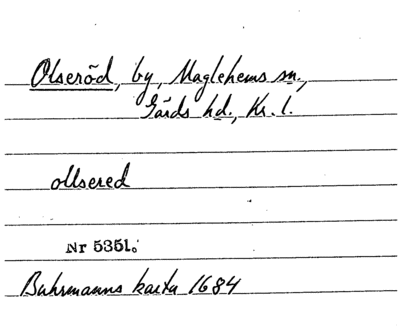 Olseröd, by, Maglehems sn.,
Gärds hd., Kr. l.
ollsered
Nr 5351.
Buhrmanns karta 1684